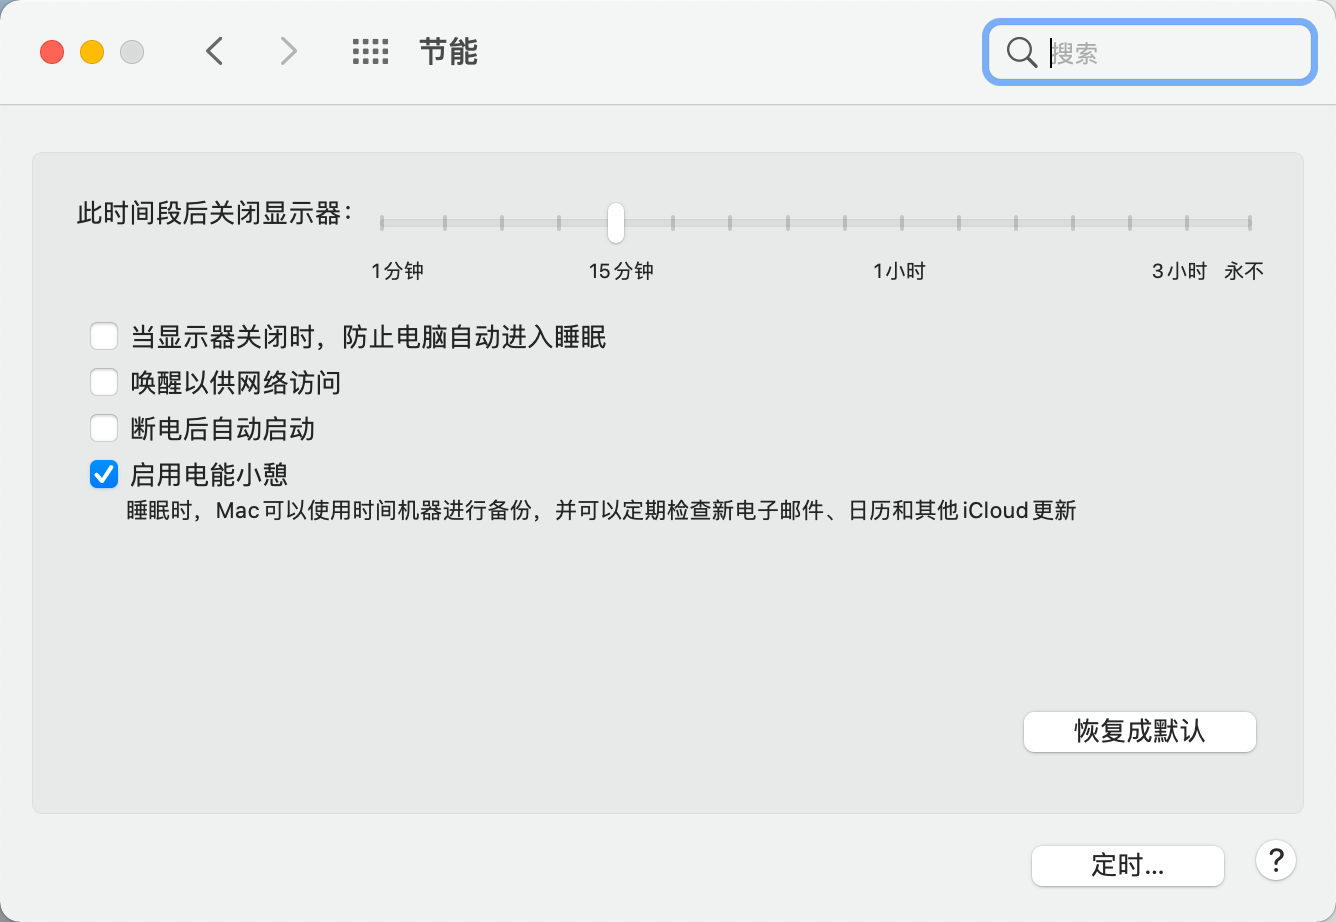 节能
搜索
此时间段后关闭显示器：
1分钟 15分钟 1小时 3小时 永不
当显示器关闭时，防止电脑自动进入睡眠
唤醒以供网络访问
断电后自动启动
启用电能小憩
睡眠时，Mac可以使用时间机器进行备份，并可以定期检查新电子邮件、日历和其他iCloud更新
恢复成默认
定时...
?